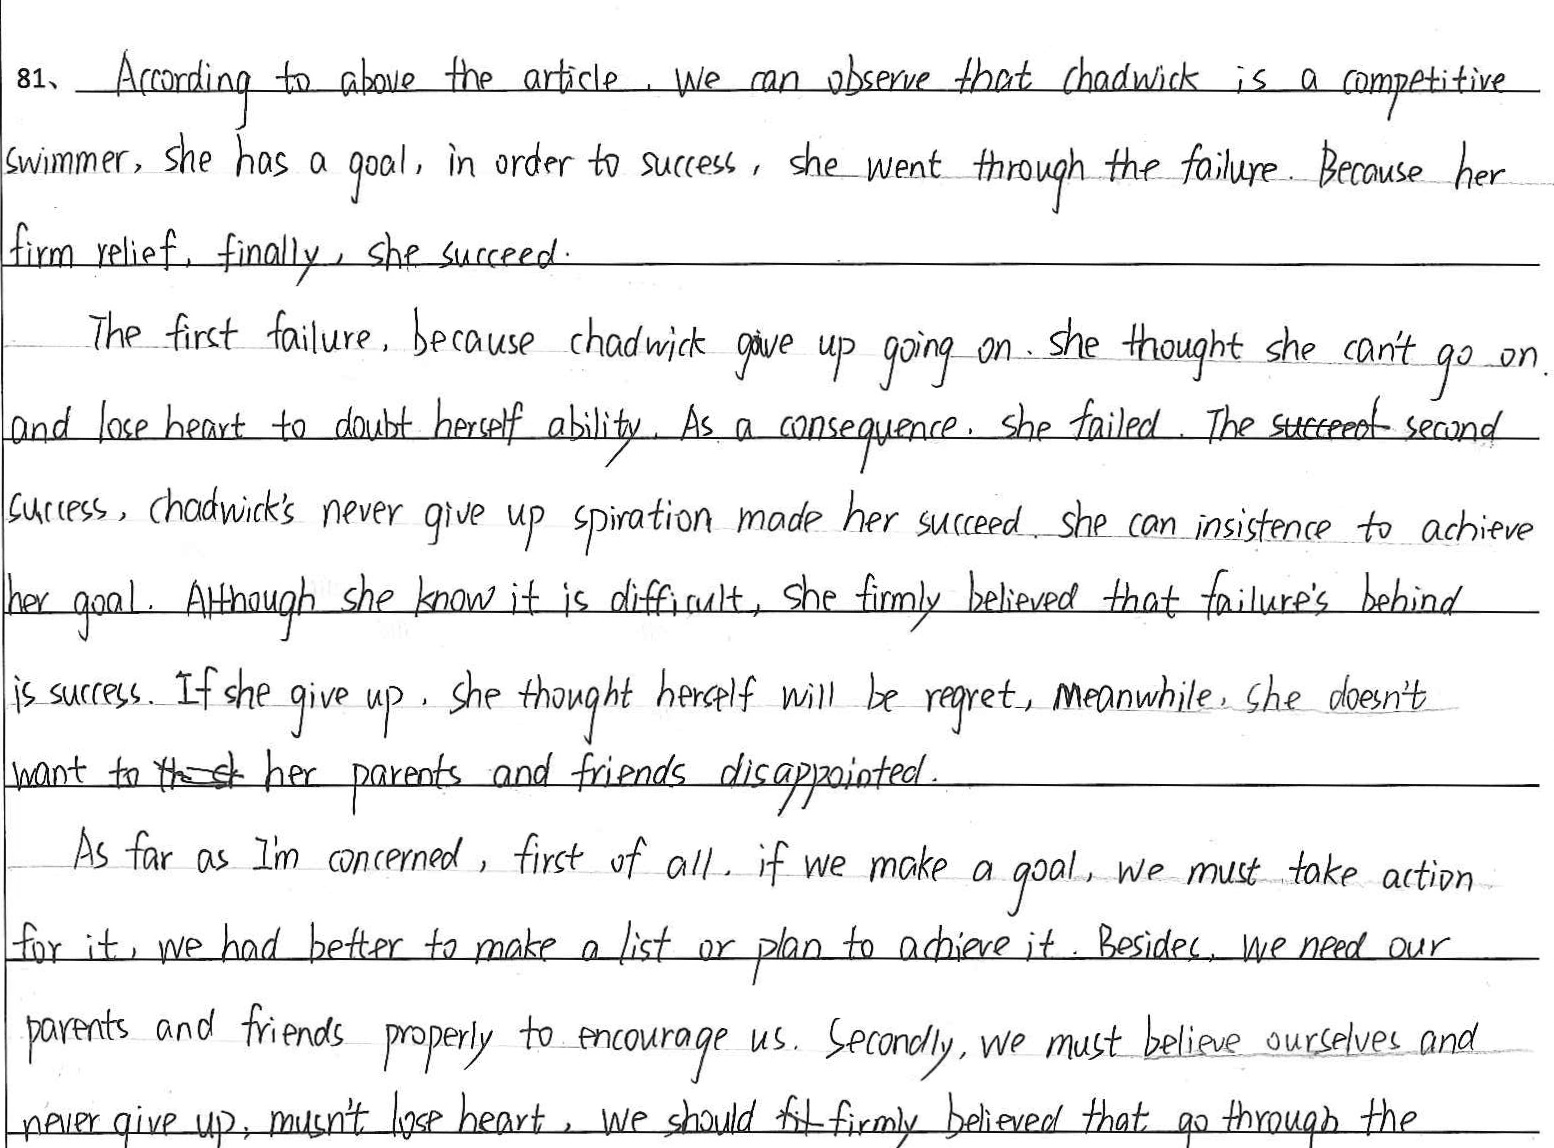 81、 According to above the article, we can observe that chadwick is a competitive
swimmer, she has a goal, in order to success, she went through the failure. Because her
firm relief, finally, she succeed.
The first failure, because chadwick give up going on. she thought she can't go on.
and lose heart to doubt herself ability. As a consequence, she failed. The succeed second
success, chadwick's never give up spiration made her succeed. she can insistence to achieve
her goal. Although she know it is difficult, she firmly believed that failure's behind
is success. If she give up, she thought herself will be regret, meanwhile, she doesn't
want to her parents and friends disappointed.
As far as I'm concerned, first of all, if we make a goal, we must take action
for it, we had better to make a list or plan to achieve it. Besides, we need our
parents and friends properly to encourage us. Secondly, we must believe ourselves and
never give up, musn't lose heart, we should firmly believed that go through the